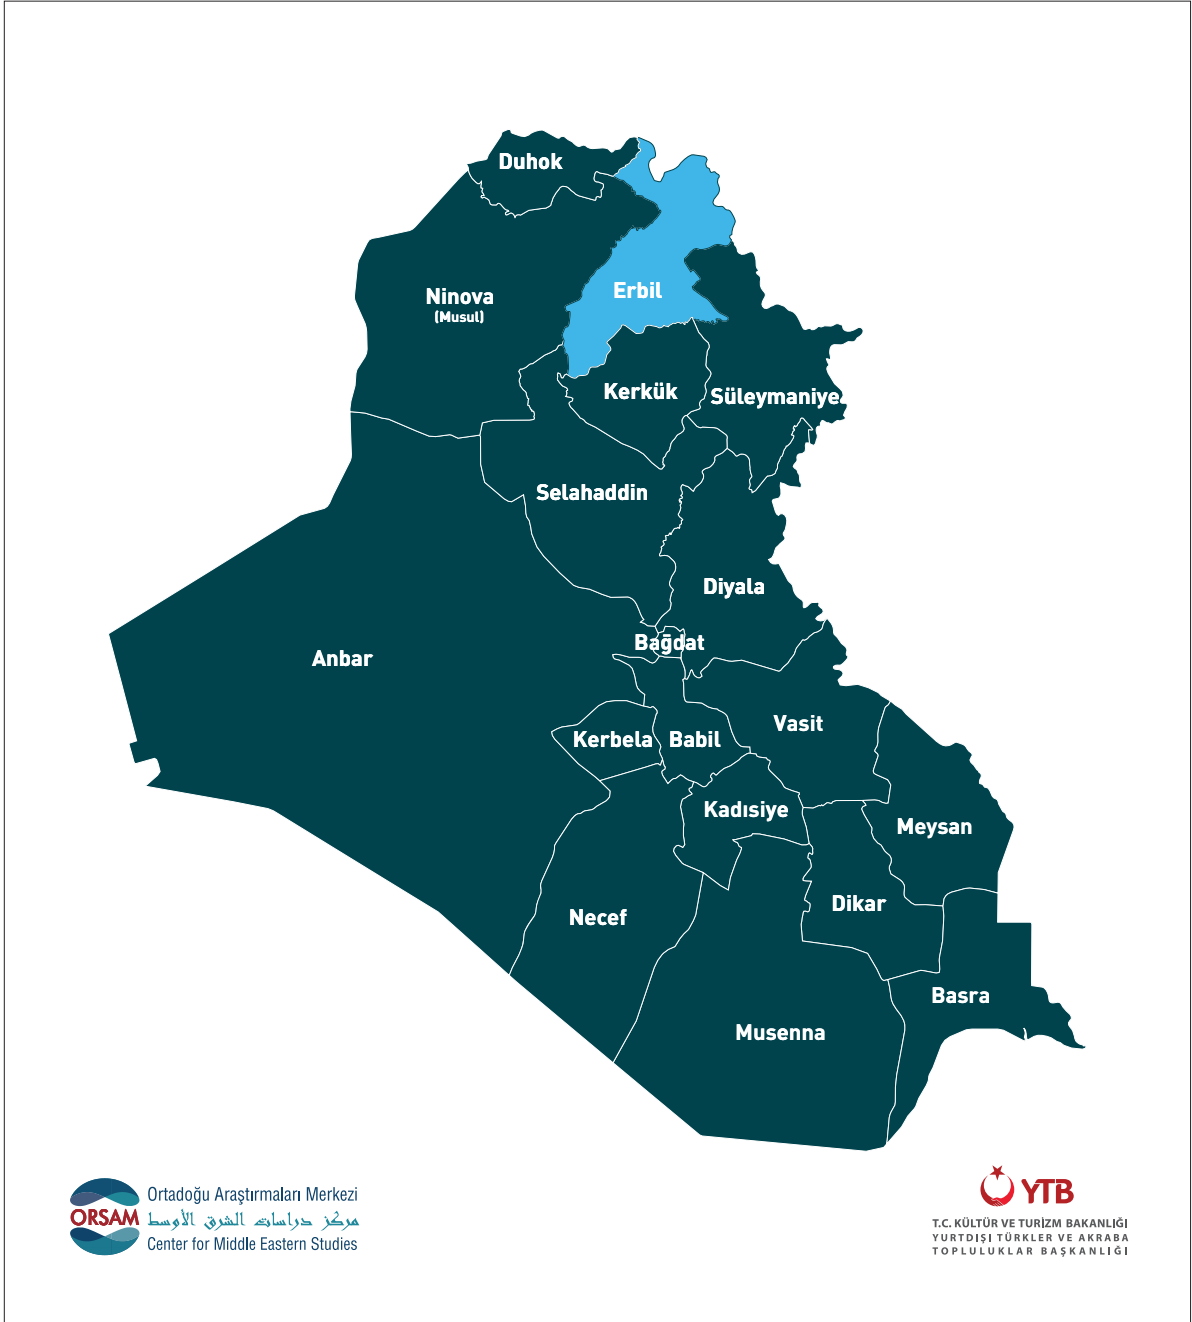 Duhok
Ninova
(Musul)
Erbil
Kerkük
Süleymaniye
Selahaddin
Diyala
Bağdat
Anbar
Vasit
Kerbela
Babil
Kadısiye
Meysan
Dikar
Necef
Basra
Musenna
ORSAM
Ortadoğu Araştırmaları Merkezi
مركز دراسات الشرق الأوسط
Center for Middle Eastern Studies
YTB
T.C. KÜLTÜR VE TURİZM BAKANLIĞI
YURTDIŞI TÜRKLER VE AKRABA
TOPLULUKLAR BAŞKANLIĞI